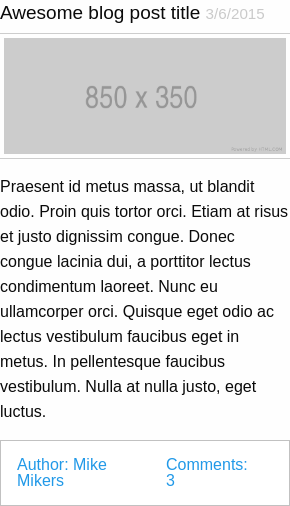 Awesome blog post title 3/6/2015
850 x 350
Praesent id metus massa, ut blandit
odio. Proin quis tortor orci. Etiam at risus
et justo dignissim congue. Donec
congue lacinia dui, a porttitor lectus
condimentum laoreet. Nunc eu
ullamcorper orci. Quisque eget odio ac
lectus vestibulum faucibus eget in
metus. In pellentesque faucibus
vestibulum. Nulla at nulla justo, eget
luctus.
Author: Mike
Mikers
Comments:
3